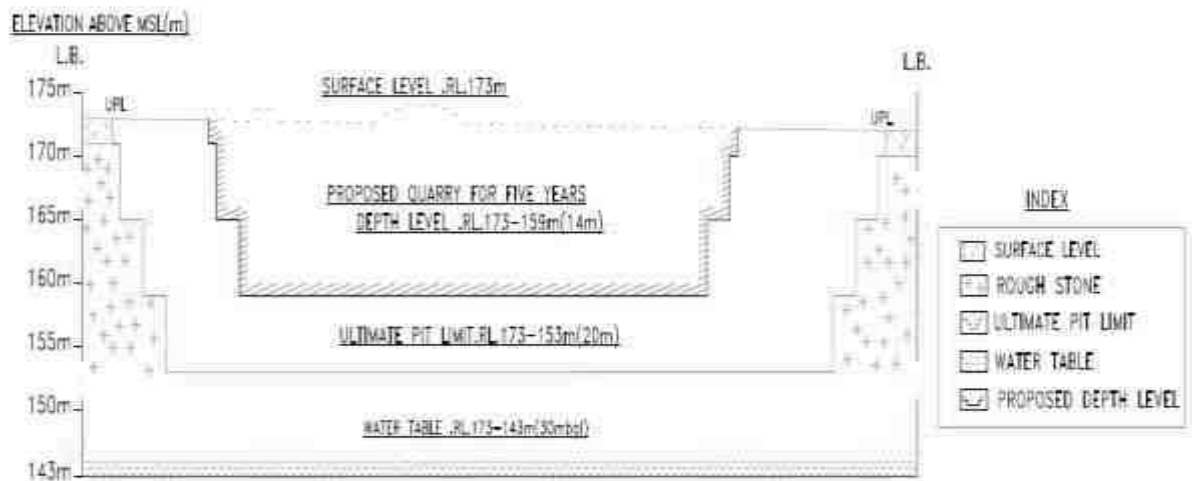 ELEVATION ABOVE MSL(m)
L.B.
L.B.
175m
SURFACE LEVEL .RL.173m
UPL
UPL
170m
PROPOSED QUARRY FOR FIVE YEARS
DEPTH LEVEL .RL.173-159m(14m)
165m
160m
ULTIMATE PIT LIMIT.RL.173-153m(20m)
155m
150m
WATER TABLE .RL.173-143m(30mbgl)
143m
INDEX
SURFACE LEVEL
ROUGH STONE
ULTIMATE PIT LIMIT
WATER TABLE
PROPOSED DEPTH LEVEL